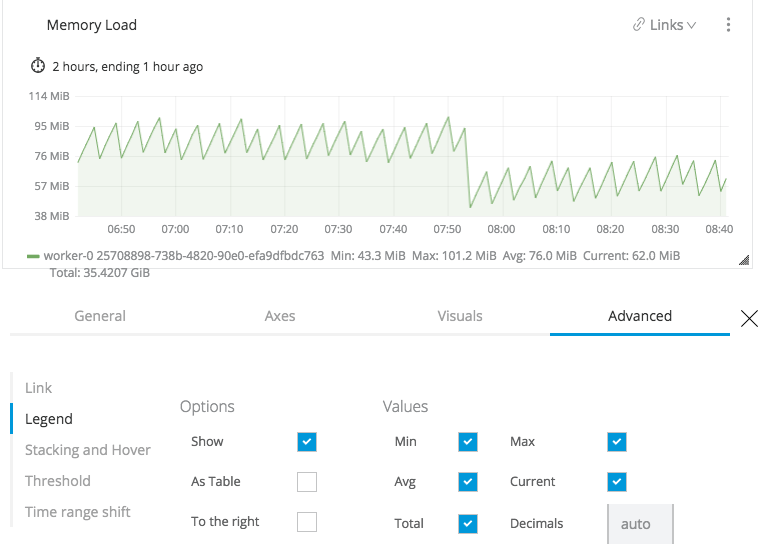 Memory Load
Links
2 hours, ending 1 hour ago
114 MiB
95 MiB
76 MiB
57 MiB
38 MiB
06:50 07:00 07:10 07:20 07:30 07:40 07:50 08:00 08:10 08:20 08:30 08:40
worker-0 25708898-738b-4820-90e0-efa9dfbdc763 Min: 43.3 MiB Max: 101.2 MiB Avg: 76.0 MiB Current: 62.0 MiB
Total: 35.4207 GiB
General Axes Visuals Advanced
Link
Legend
Stacking and Hover
Threshold
Time range shift
Options
Show
As Table
To the right
Values
Min Max
Avg Current
Total Decimals auto